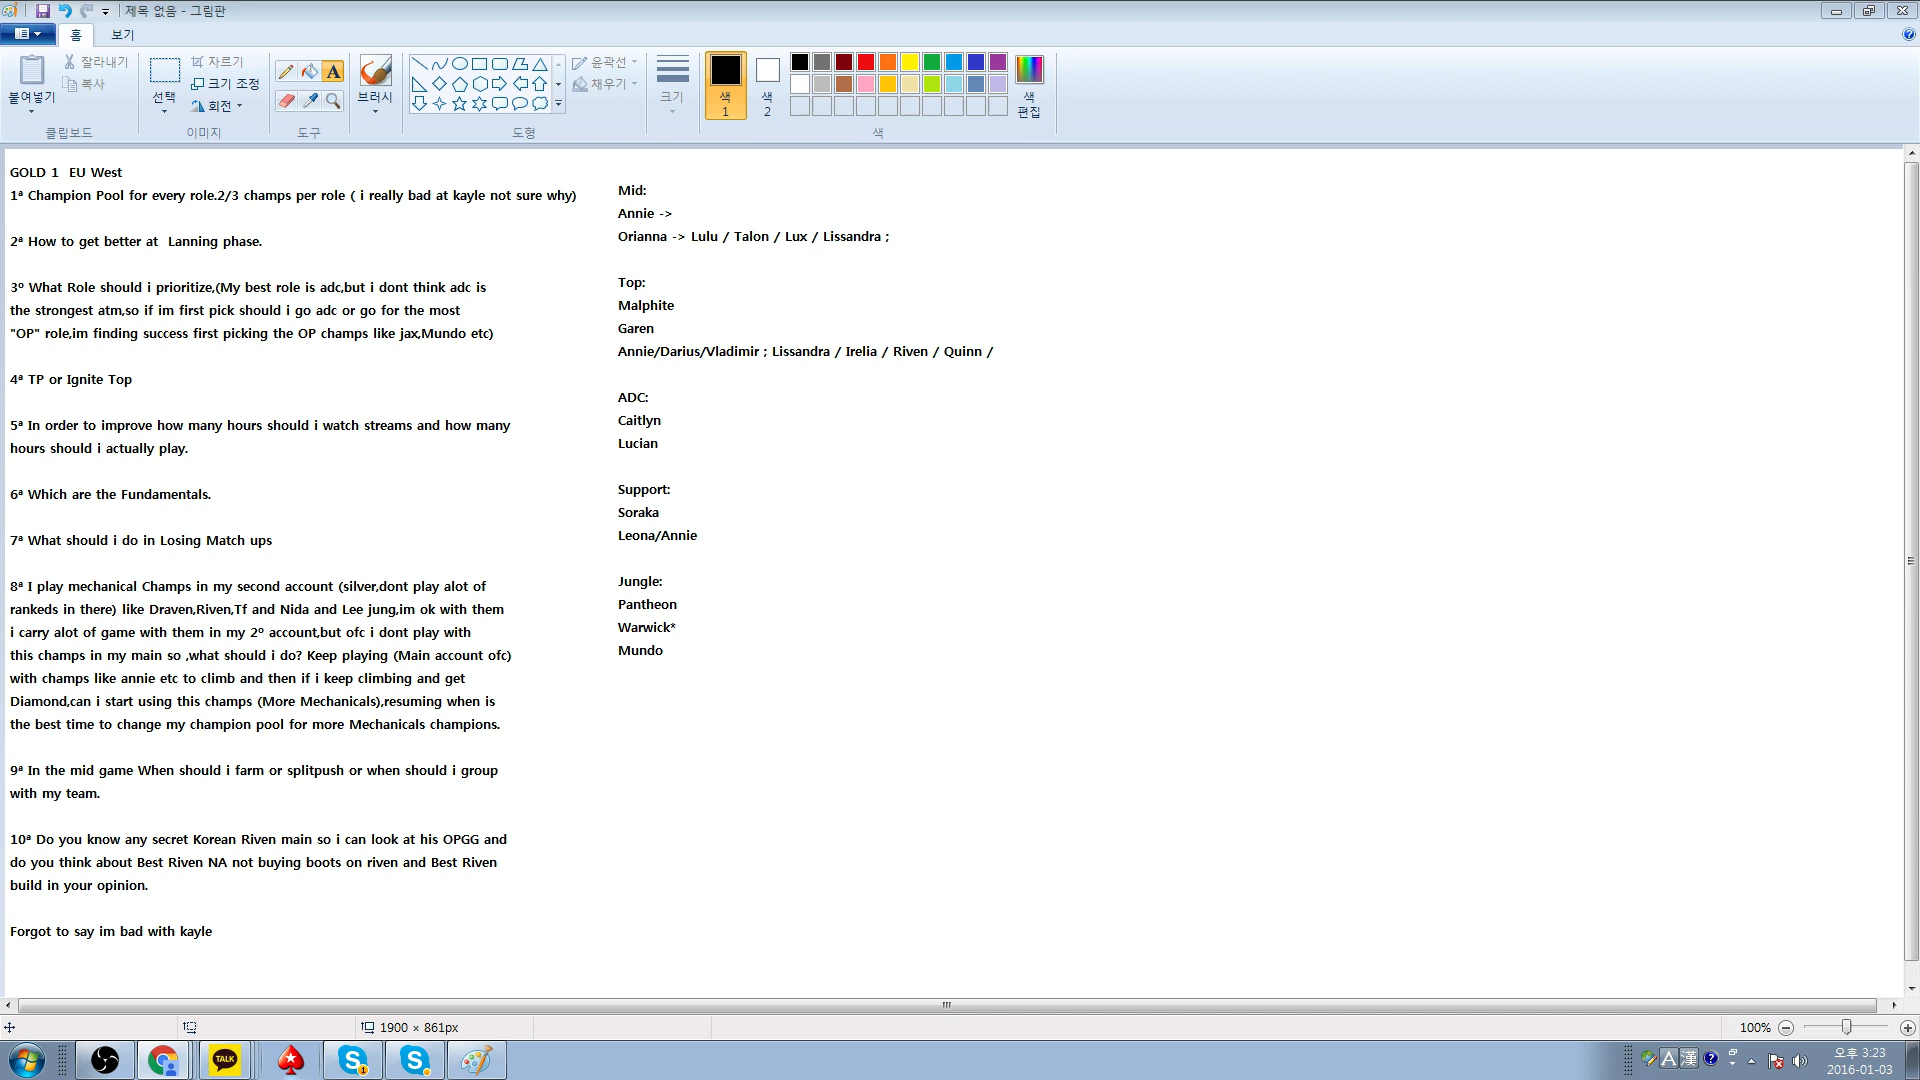 제목 없음 - 그림판
홈
보기
붙여넣기
잘라내기
복사
클립보드
선택
자르기
크기 조정
회전
이미지
A
도구
브러시
윤곽선
채우기
도형
크기
색
1
색
2
색
편집
색
GOLD 1  EU West
1ª Champion Pool for every role.2/3 champs per role ( i really bad at kayle not sure why)
2ª How to get better at  Lanning phase.
3º What Role should i prioritize,(My best role is adc,but i dont think adc is
the strongest atm,so if im first pick should i go adc or go for the most
"OP" role,im finding success first picking the OP champs like jax,Mundo etc)
4ª TP or Ignite Top
5ª In order to improve how many hours should i watch streams and how many
hours should i actually play.
6ª Which are the Fundamentals.
7ª What should i do in Losing Match ups
8ª I play mechanical Champs in my second account (silver,dont play alot of
rankeds in there) like Draven,Riven,Tf and Nida and Lee jung,im ok with them
i carry alot of game with them in my 2º account,but ofc i dont play with
this champs in my main so ,what should i do? Keep playing (Main account ofc)
with champs like annie etc to climb and then if i keep climbing and get
Diamond,can i start using this champs (More Mechanicals),resuming when is
the best time to change my champion pool for more Mechanicals champions.
9ª In the mid game When should i farm or splitpush or when should i group
with my team.
10ª Do you know any secret Korean Riven main so i can look at his OPGG and
do you think about Best Riven NA not buying boots on riven and Best Riven
build in your opinion.
Forgot to say im bad with kayle
Mid:
Annie ->
Orianna -> Lulu / Talon / Lux / Lissandra ;
Top:
Malphite
Garen
Annie/Darius/Vladimir ; Lissandra / Irelia / Riven / Quinn /
ADC:
Caitlyn
Lucian
Support:
Soraka
Leona/Annie
Jungle:
Pantheon
Warwick*
Mundo
1900 × 861px
100%
TALK
S
1
S
A
漢
오후 3:23
2016-01-03